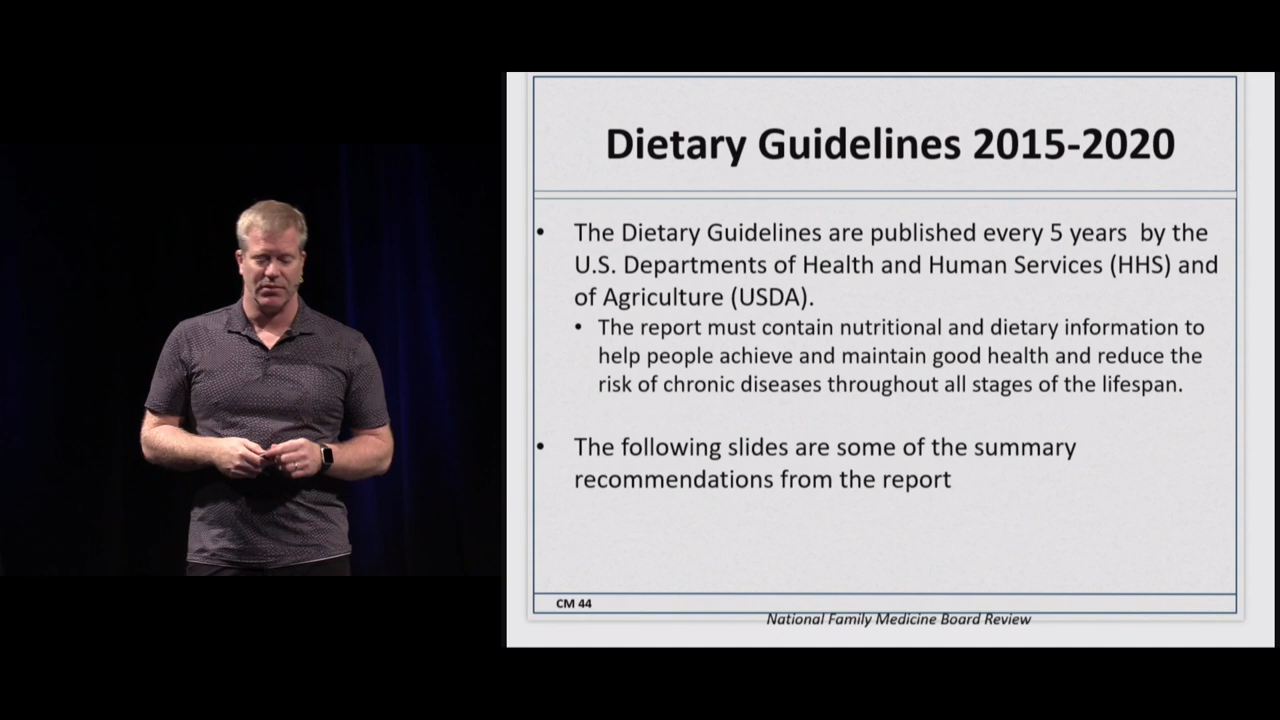 Dietary Guidelines 2015-2020
• The Dietary Guidelines are published every 5 years by the
U.S. Departments of Health and Human Services (HHS) and
of Agriculture (USDA).
• The report must contain nutritional and dietary information to
help people achieve and maintain good health and reduce the
risk of chronic diseases throughout all stages of the lifespan.
• The following slides are some of the summary
recommendations from the report
CM 44
National Family Medicine Board Review